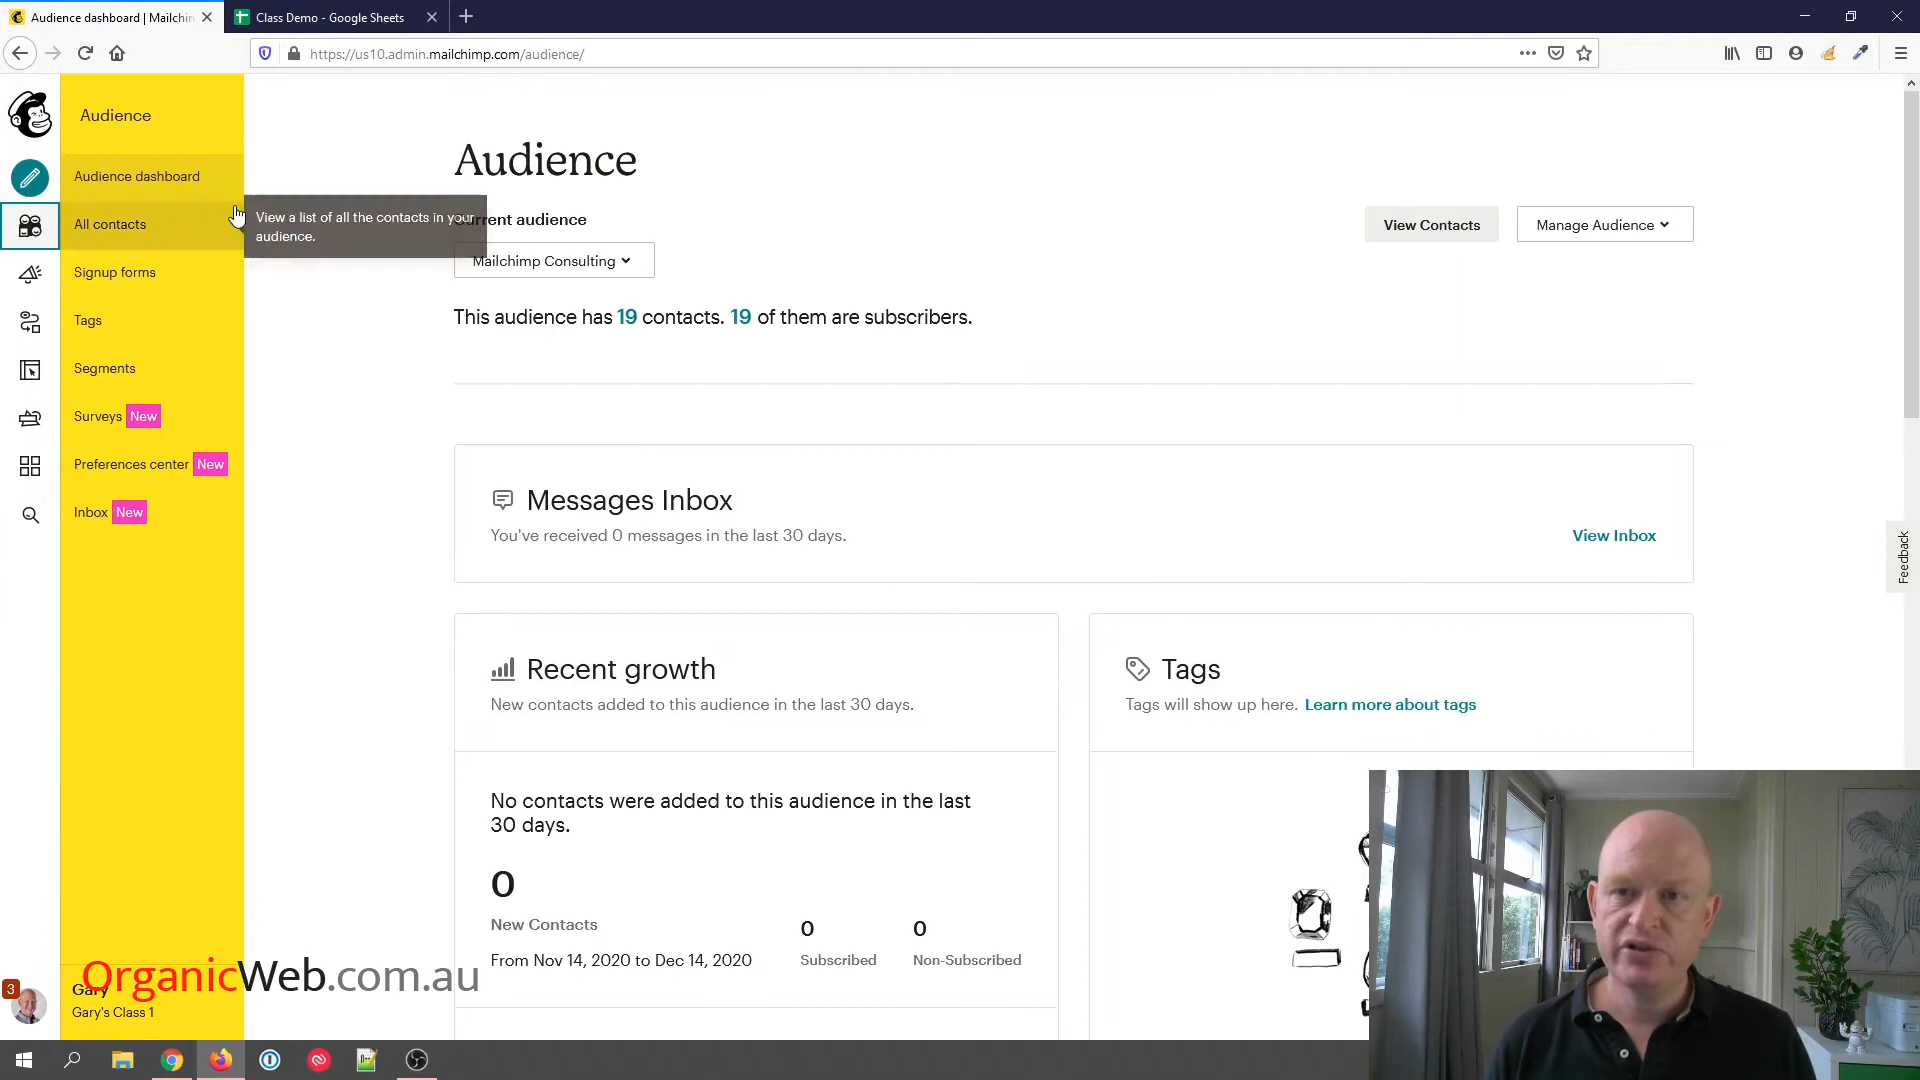 Audience dashboard | Mailchim
Class Demo - Google Sheets
https://us10.admin.mailchimp.com/audience/
Audience
Audience dashboard
All contacts
Signup forms
Tags
Segments
Surveys New
Preferences center New
Inbox New
3
Gary
Gary's Class 1
OrganicWeb.com.au
View a list of all the contacts in your
audience.
Audience
Current audience
Mailchimp Consulting
View Contacts
Manage Audience
This audience has 19 contacts. 19 of them are subscribers.
Messages Inbox
You've received 0 messages in the last 30 days.
View Inbox
Recent growth
New contacts added to this audience in the last 30 days.
No contacts were added to this audience in the last
30 days.
0
New Contacts
From Nov 14, 2020 to Dec 14, 2020
0
Subscribed
0
Non-Subscribed
Tags
Tags will show up here. Learn more about tags
Feedback